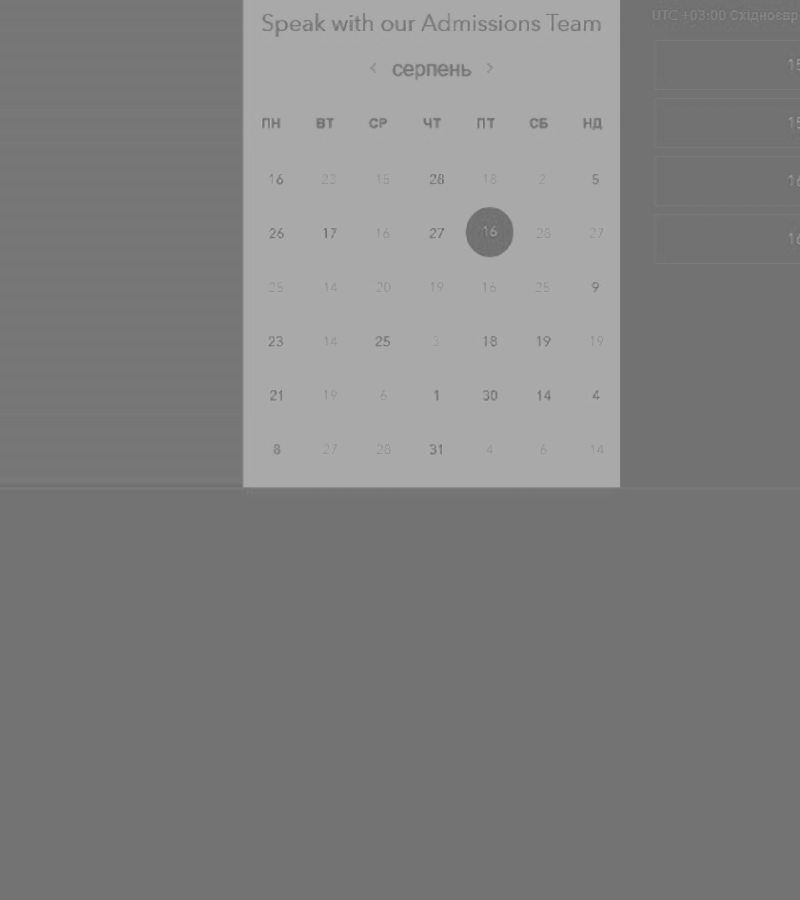 Speak with our Admissions Team
UTC +03:00 Східноєвр
< серпень >
ПН ВТ СР ЧТ ПТ СБ НД
16 23 15 28 18 2 5
26 17 16 27 16 28 27
25 14 20 19 16 25 9
23 14 25 3 18 19 19
21 19 6 1 30 14 4
8 27 28 31 4 6 14
15
15
16
16